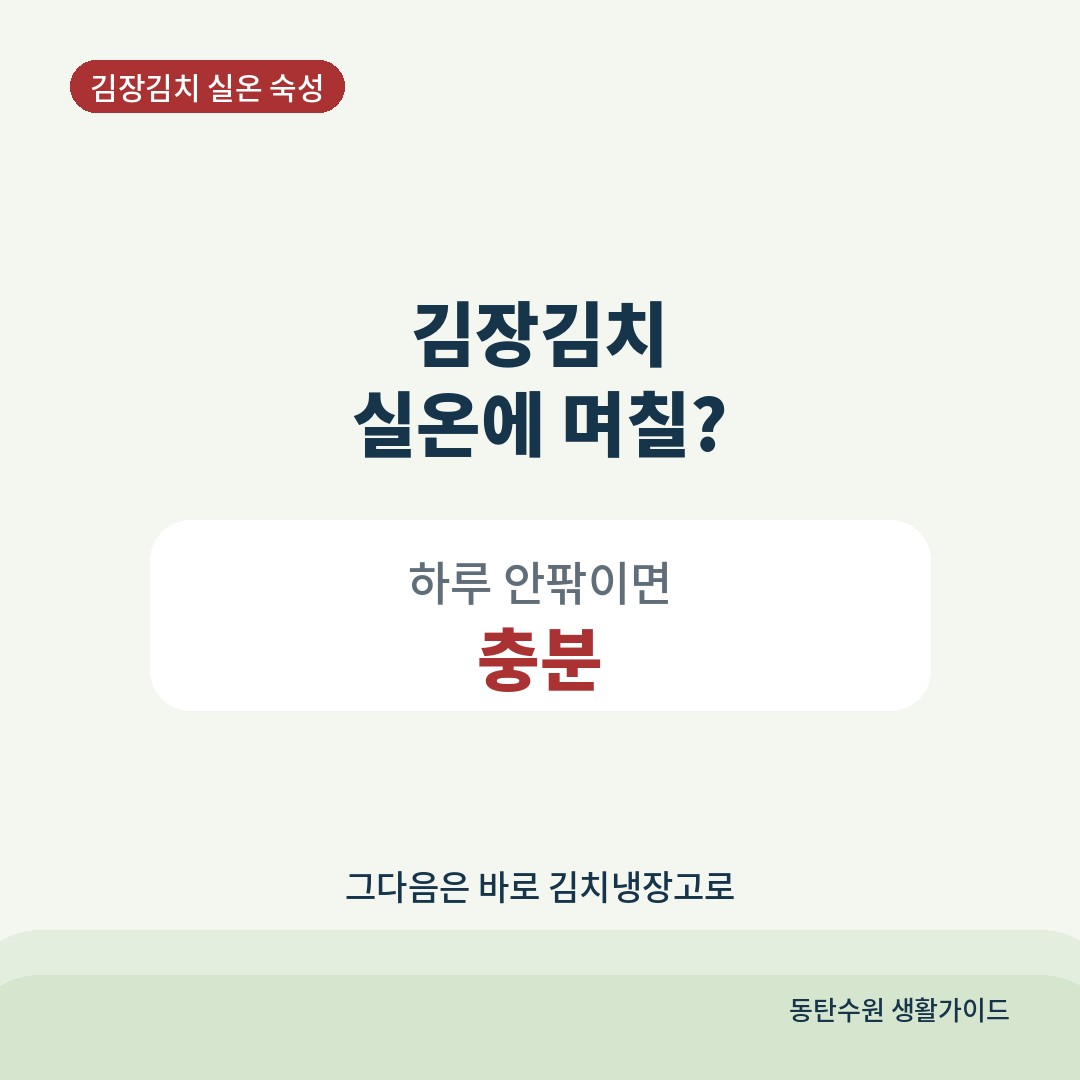 김장김치 실온 숙성
김장김치
실온에 며칠?
하루 안팎이면
충분
그다음은 바로 김치냉장고로
동탄수원 생활가이드